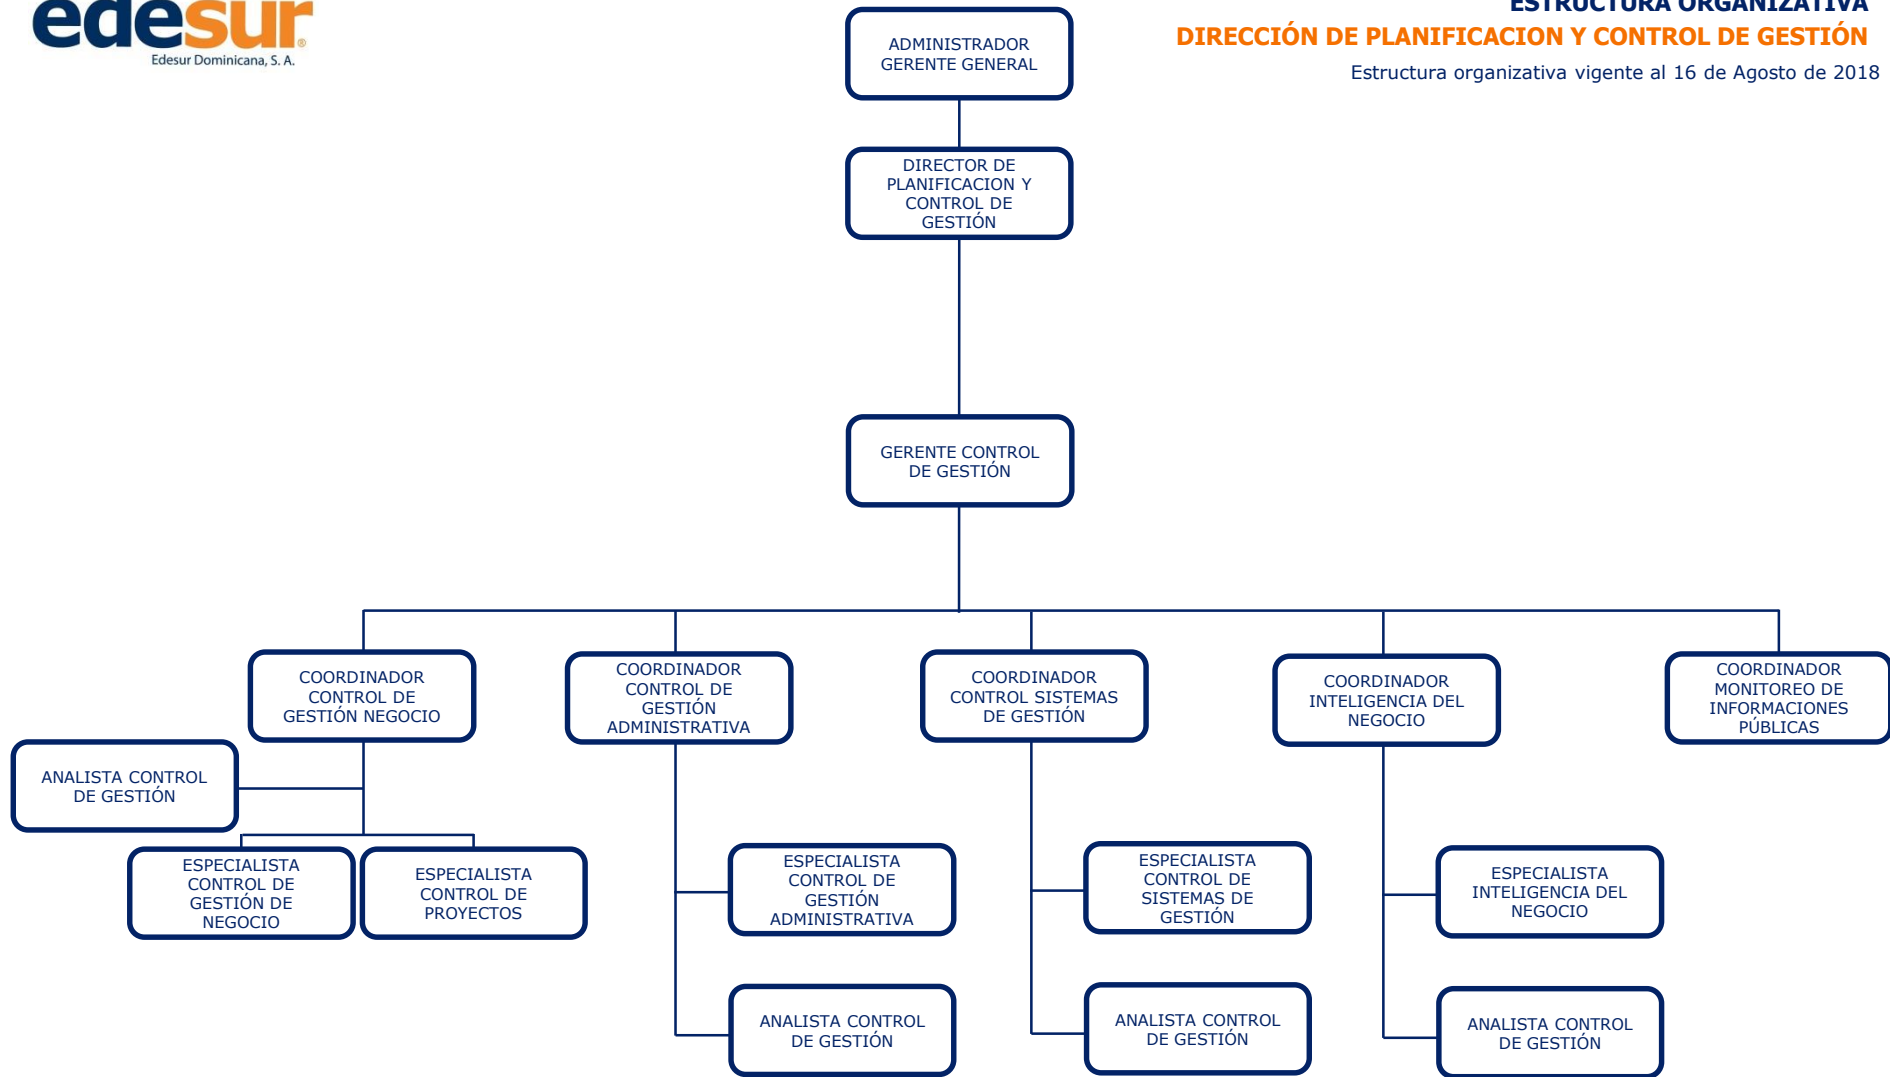 edesur®
Edesur Dominicana, S. A.
ESTRUCTURA ORGANIZATIVA
DIRECCIÓN DE PLANIFICACION Y CONTROL DE GESTIÓN
Estructura organizativa vigente al 16 de Agosto de 2018
ADMINISTRADOR
GERENTE GENERAL
DIRECTOR DE
PLANIFICACION Y
CONTROL DE
GESTIÓN
GERENTE CONTROL
DE GESTIÓN
COORDINADOR
CONTROL DE
GESTIÓN NEGOCIO
COORDINADOR
CONTROL DE
GESTIÓN
ADMINISTRATIVA
COORDINADOR
CONTROL SISTEMAS
DE GESTIÓN
COORDINADOR
INTELIGENCIA DEL
NEGOCIO
COORDINADOR
MONITOREO DE
INFORMACIONES
PÚBLICAS
ANALISTA CONTROL
DE GESTIÓN
ESPECIALISTA
CONTROL DE
GESTIÓN DE
NEGOCIO
ESPECIALISTA
CONTROL DE
PROYECTOS
ESPECIALISTA
CONTROL DE
GESTIÓN
ADMINISTRATIVA
ESPECIALISTA
CONTROL DE
SISTEMAS DE
GESTIÓN
ESPECIALISTA
INTELIGENCIA DEL
NEGOCIO
ANALISTA CONTROL
DE GESTIÓN
ANALISTA CONTROL
DE GESTIÓN
ANALISTA CONTROL
DE GESTIÓN